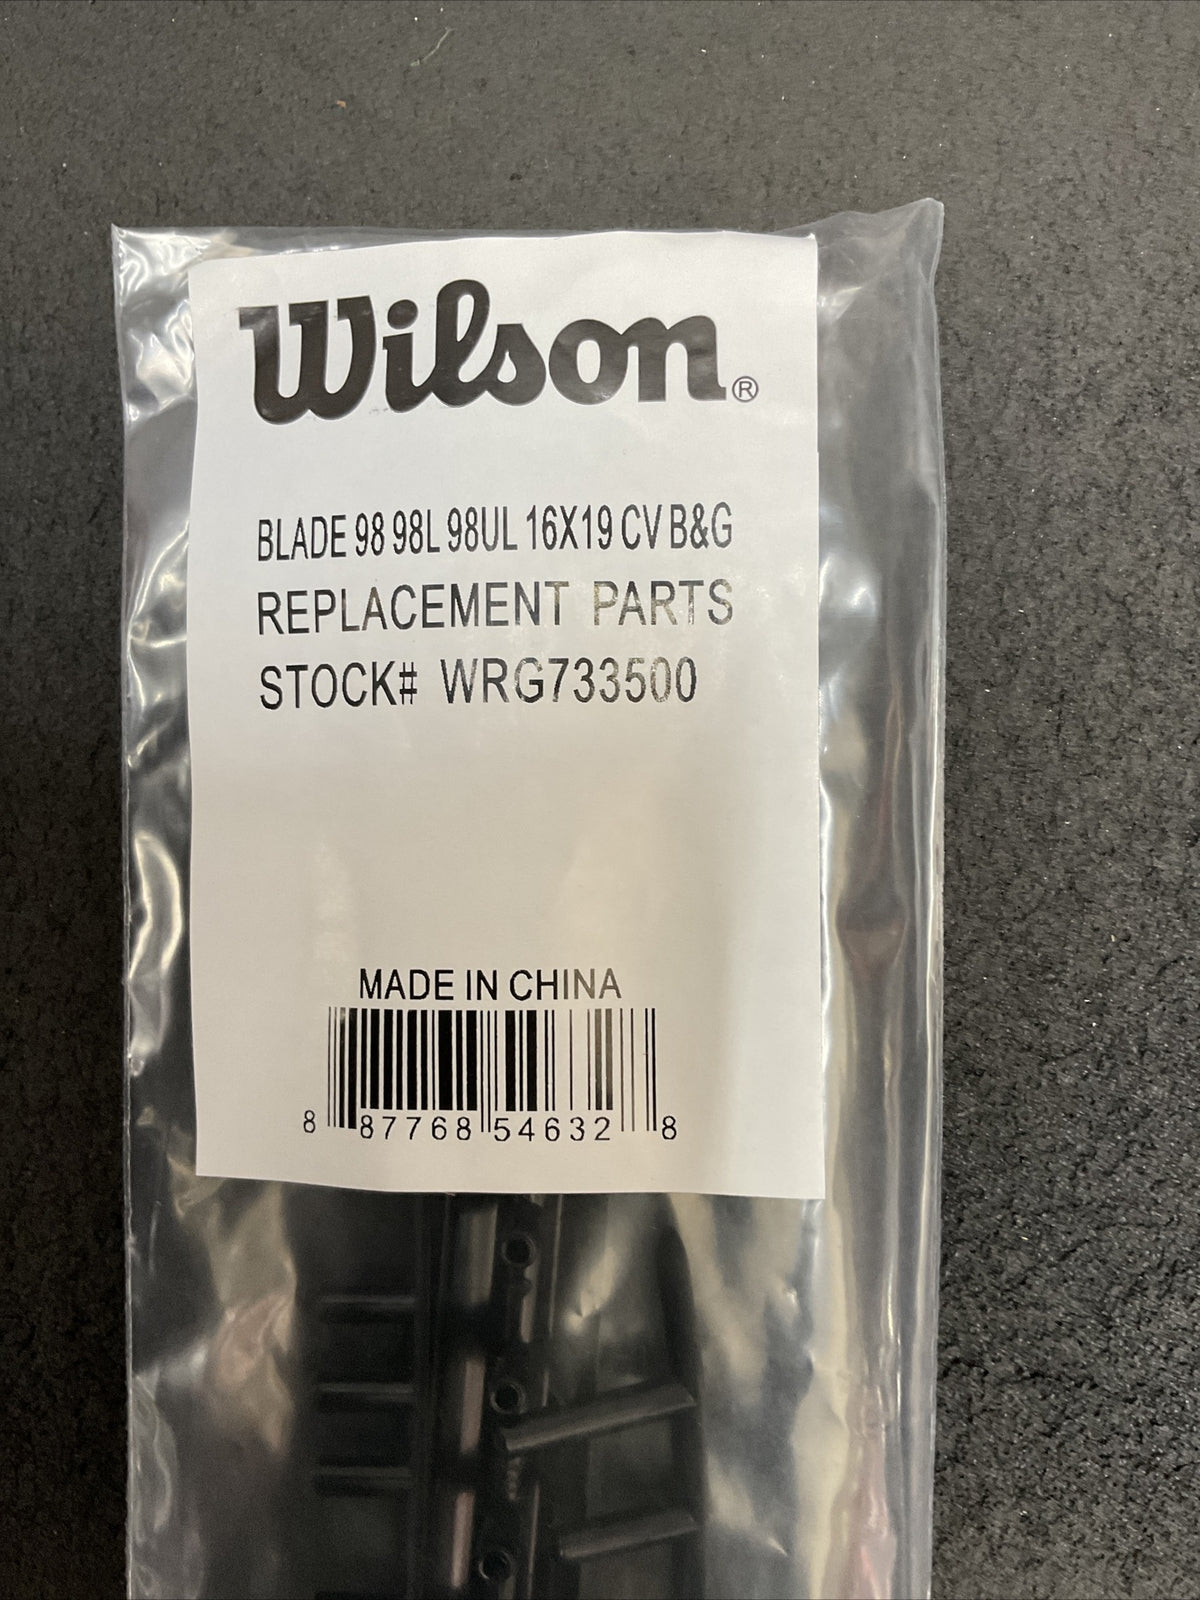 Wilson®
BLADE 98 98L 98UL 16X19 CV B&G
REPLACEMENT PARTS
STOCK# WRG733500
MADE IN CHINA
8 87768 54632 8